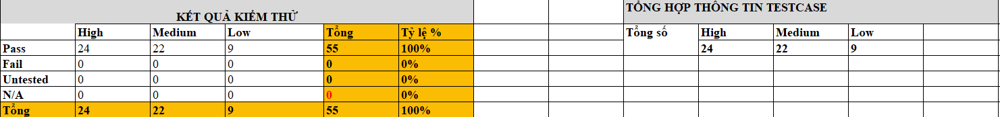 KẾT QUẢ KIỂM THỬ
TỔNG HỢP THÔNG TIN TESTCASE
High Medium Low Tổng Tỷ lệ % Tổng số High Medium Low
Pass 24 22 9 55 100% 24 22 9
Fail 0 0 0 0 0%
Untested 0 0 0 0 0%
N/A 0 0 0 0 0%
Tổng 24 22 9 55 100%